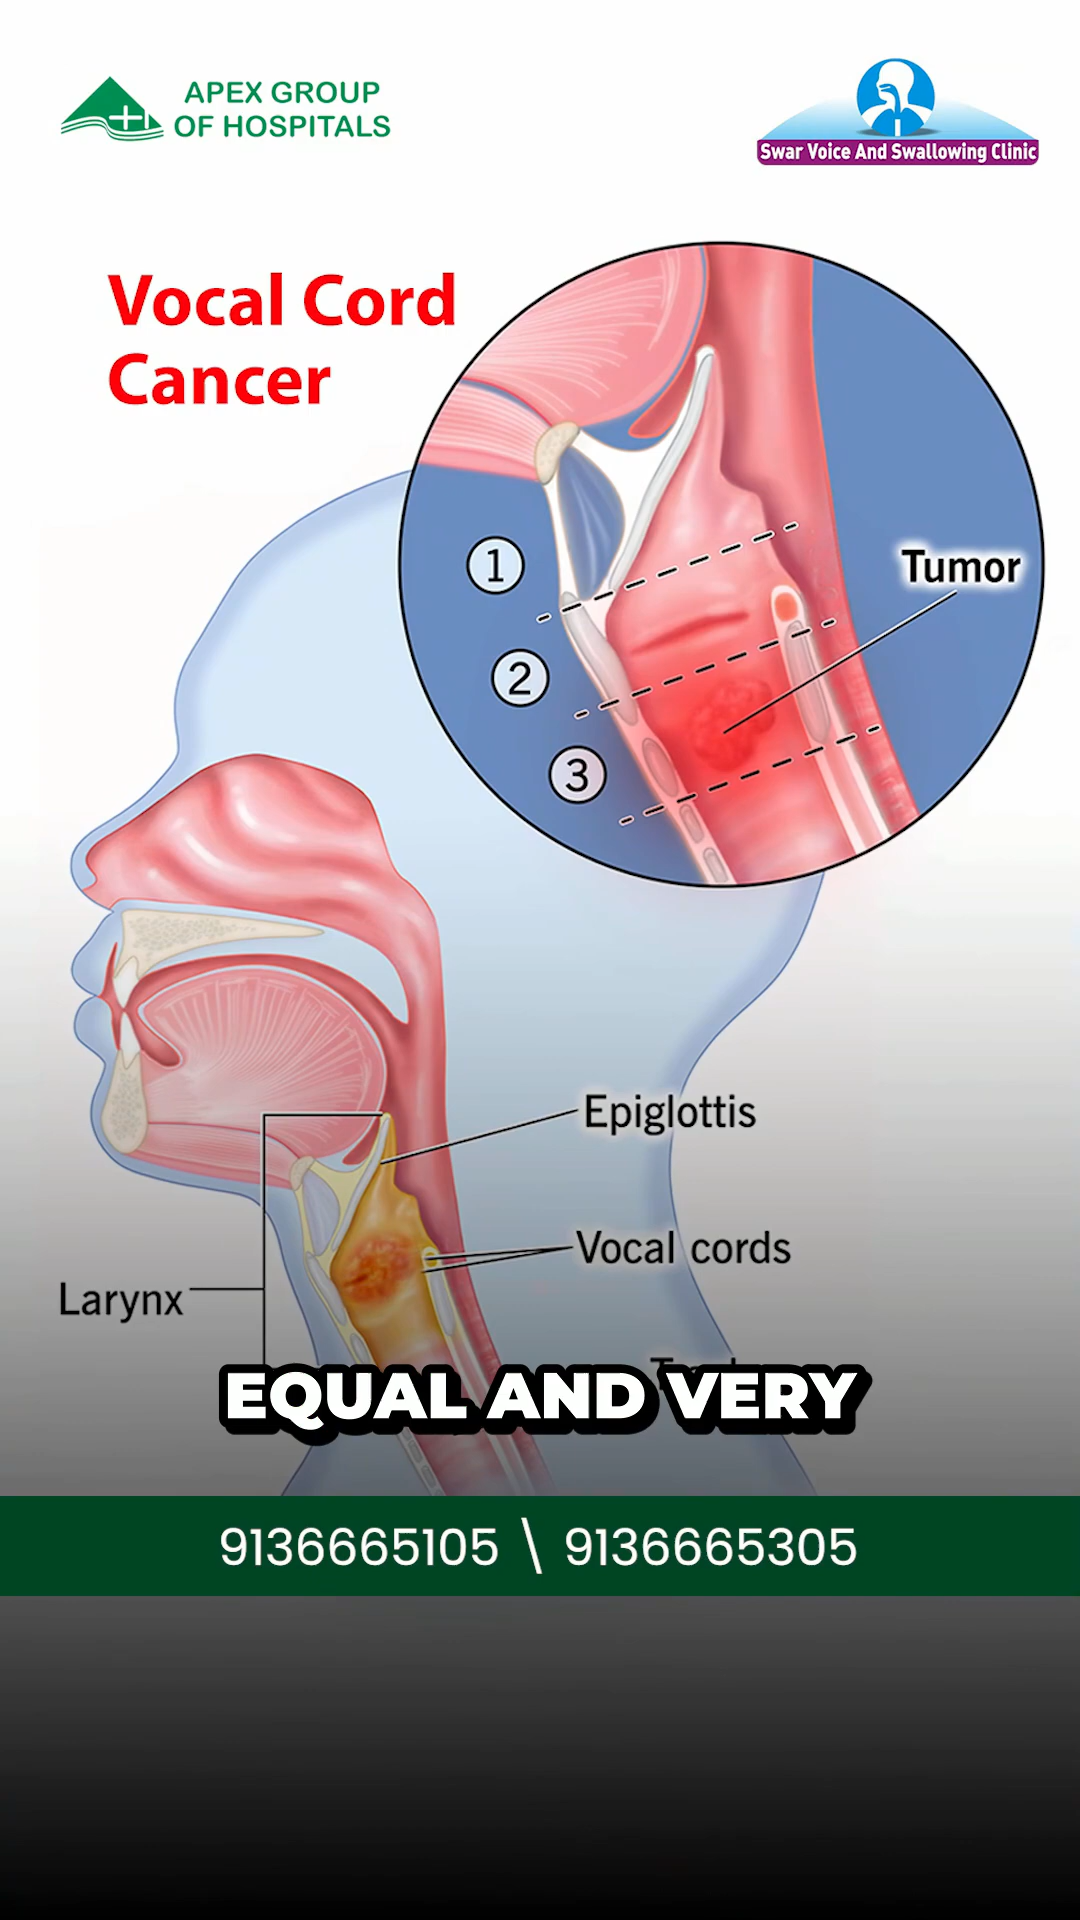 APEX GROUP
OF HOSPITALS
Swar Voice And Swallowing Clinic
Vocal Cord
Cancer
1
Tumor
2
3
Epiglottis
Vocal cords
Larynx
EQUAL AND VERY
9136665105 \ 9136665305